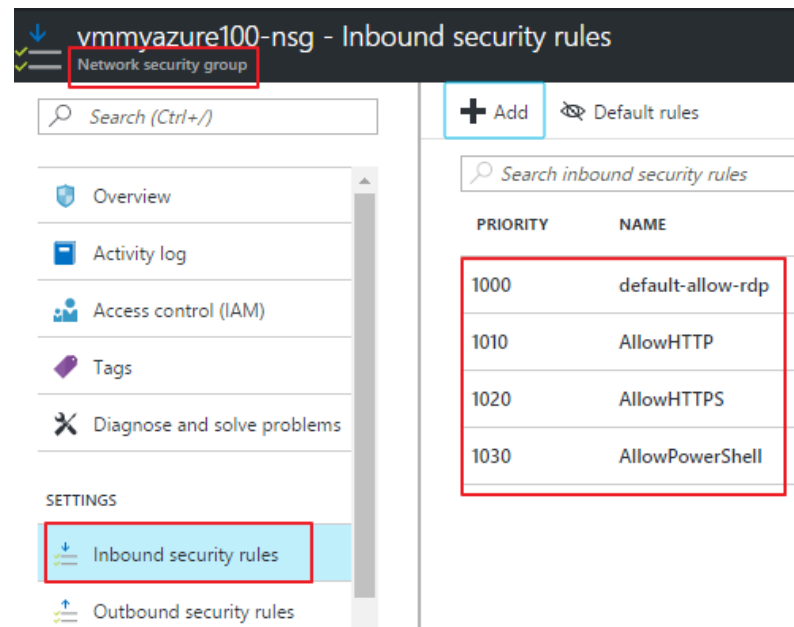 vmmyazure100-nsg - Inbound security rules
Network security group
Search (Ctrl+/)
Overview
Activity log
Access control (IAM)
Tags
Diagnose and solve problems
SETTINGS
Inbound security rules
Outbound security rules
Add Default rules
Search inbound security rules
PRIORITY NAME
1000 default-allow-rdp
1010 AllowHTTP
1020 AllowHTTPS
1030 AllowPowerShell